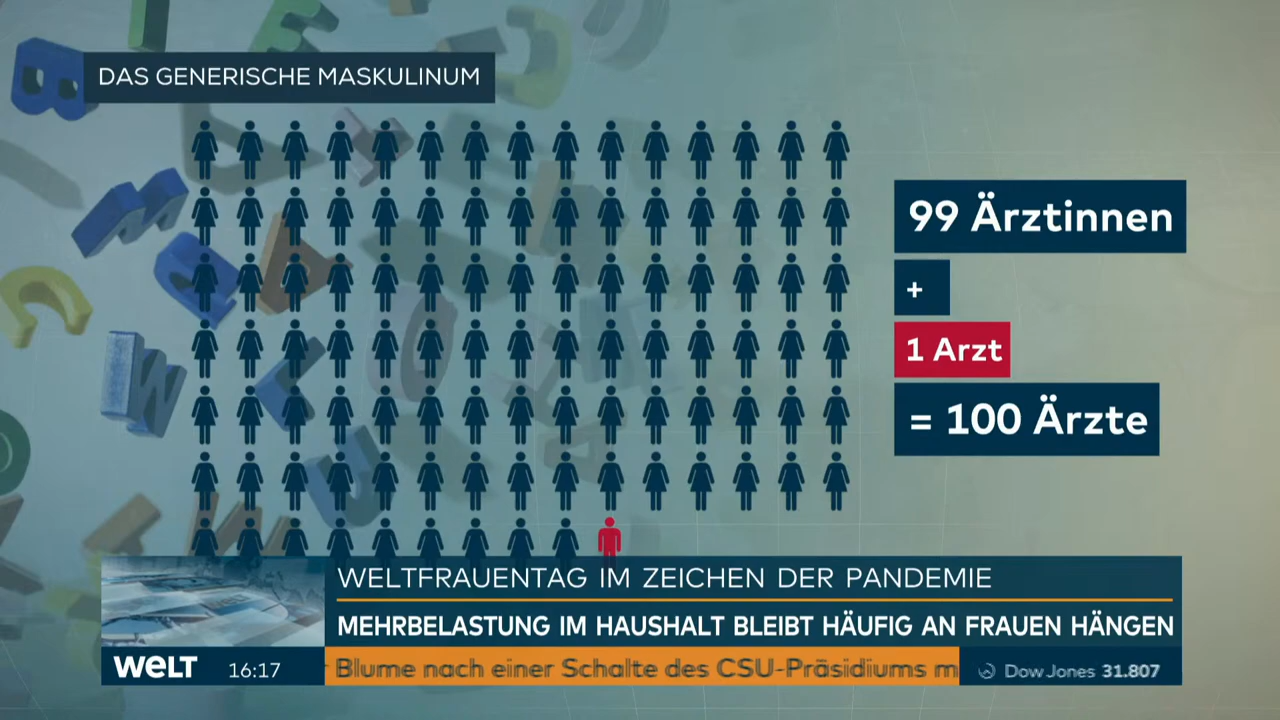 DAS GENERISCHE MASKULINUM
99 Ärztinnen
+
1 Arzt
= 100 Ärzte
WELTFRAUENTAG IM ZEICHEN DER PANDEMIE
MEHRBELASTUNG IM HAUSHALT BLEIBT HÄUFIG AN FRAUEN HÄNGEN
WELT 16:17 Blume nach einer Schalte des CSU-Präsidiums m Dow Jones 31.807